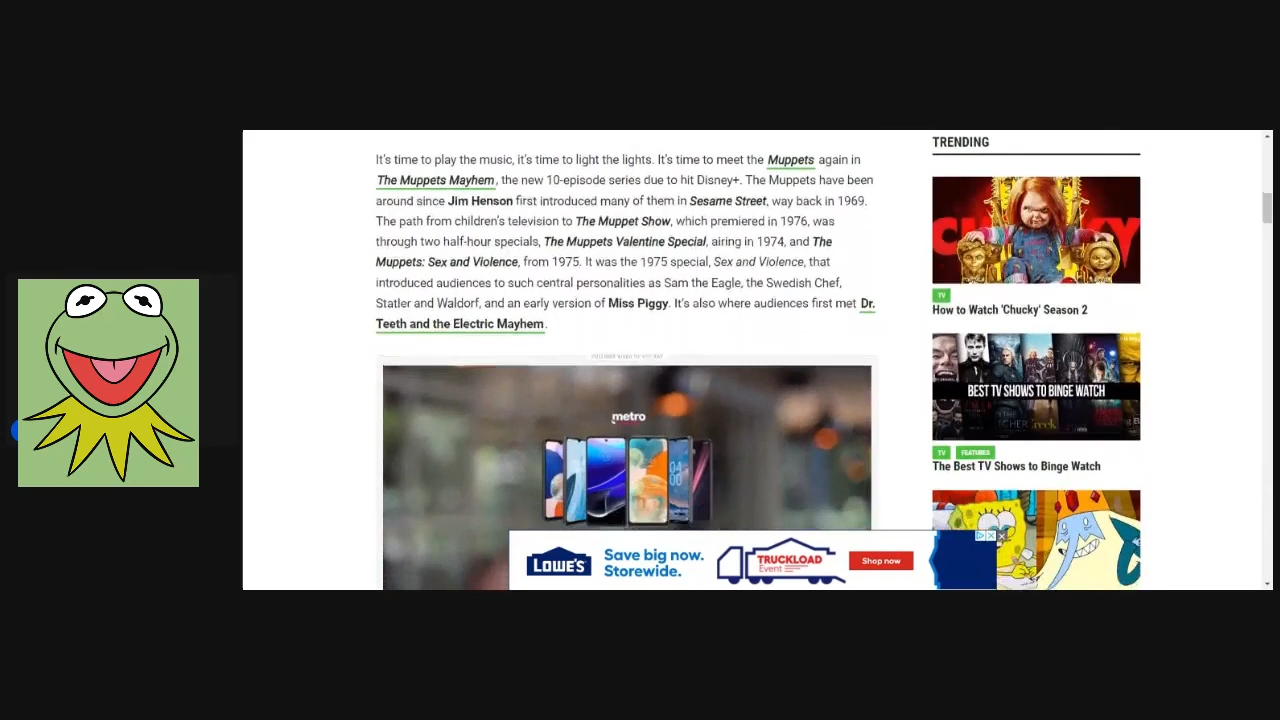 It's time to play the music, it's time to light the lights. It's time to meet the Muppets again in
The Muppets Mayhem, the new 10-episode series due to hit Disney+. The Muppets have been
around since Jim Henson first introduced many of them in Sesame Street, way back in 1969.
The path from children's television to The Muppet Show, which premiered in 1976, was
through two half-hour specials, The Muppets Valentine Special, airing in 1974, and The
Muppets: Sex and Violence, from 1975. It was the 1975 special, Sex and Violence, that
introduced audiences to such central personalities as Sam the Eagle, the Swedish Chef,
Statler and Waldorf, and an early version of Miss Piggy. It's also where audiences first met Dr.
Teeth and the Electric Mayhem.
metro
LOWE'S
Save big now.
Storewide.
TRUCKLOAD
Event
Shop now
TRENDING
TV
How to Watch 'Chucky' Season 2
BEST TV SHOWS TO BINGE WATCH
TV FEATURES
The Best TV Shows to Binge Watch